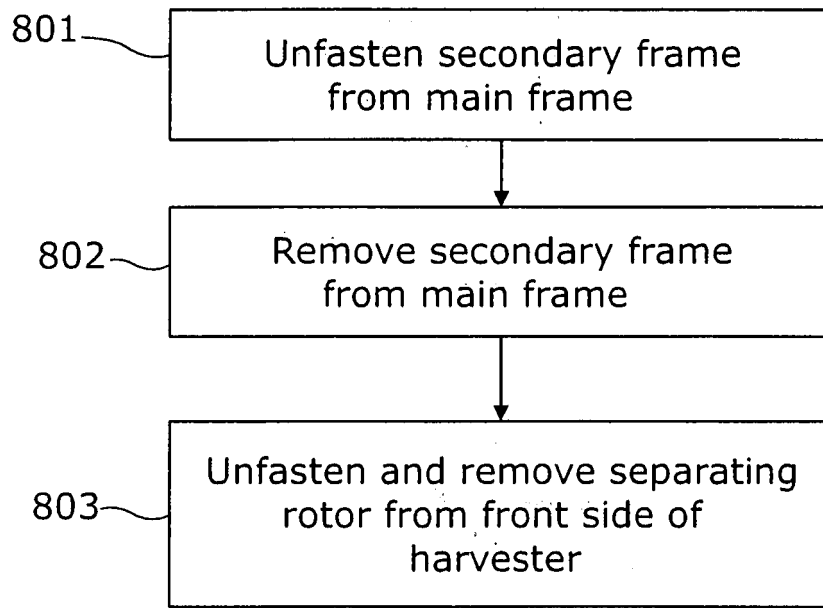 801
Unfasten secondary frame
from main frame
802
Remove secondary frame
from main frame
803
Unfasten and remove separating
rotor from front side of
harvester